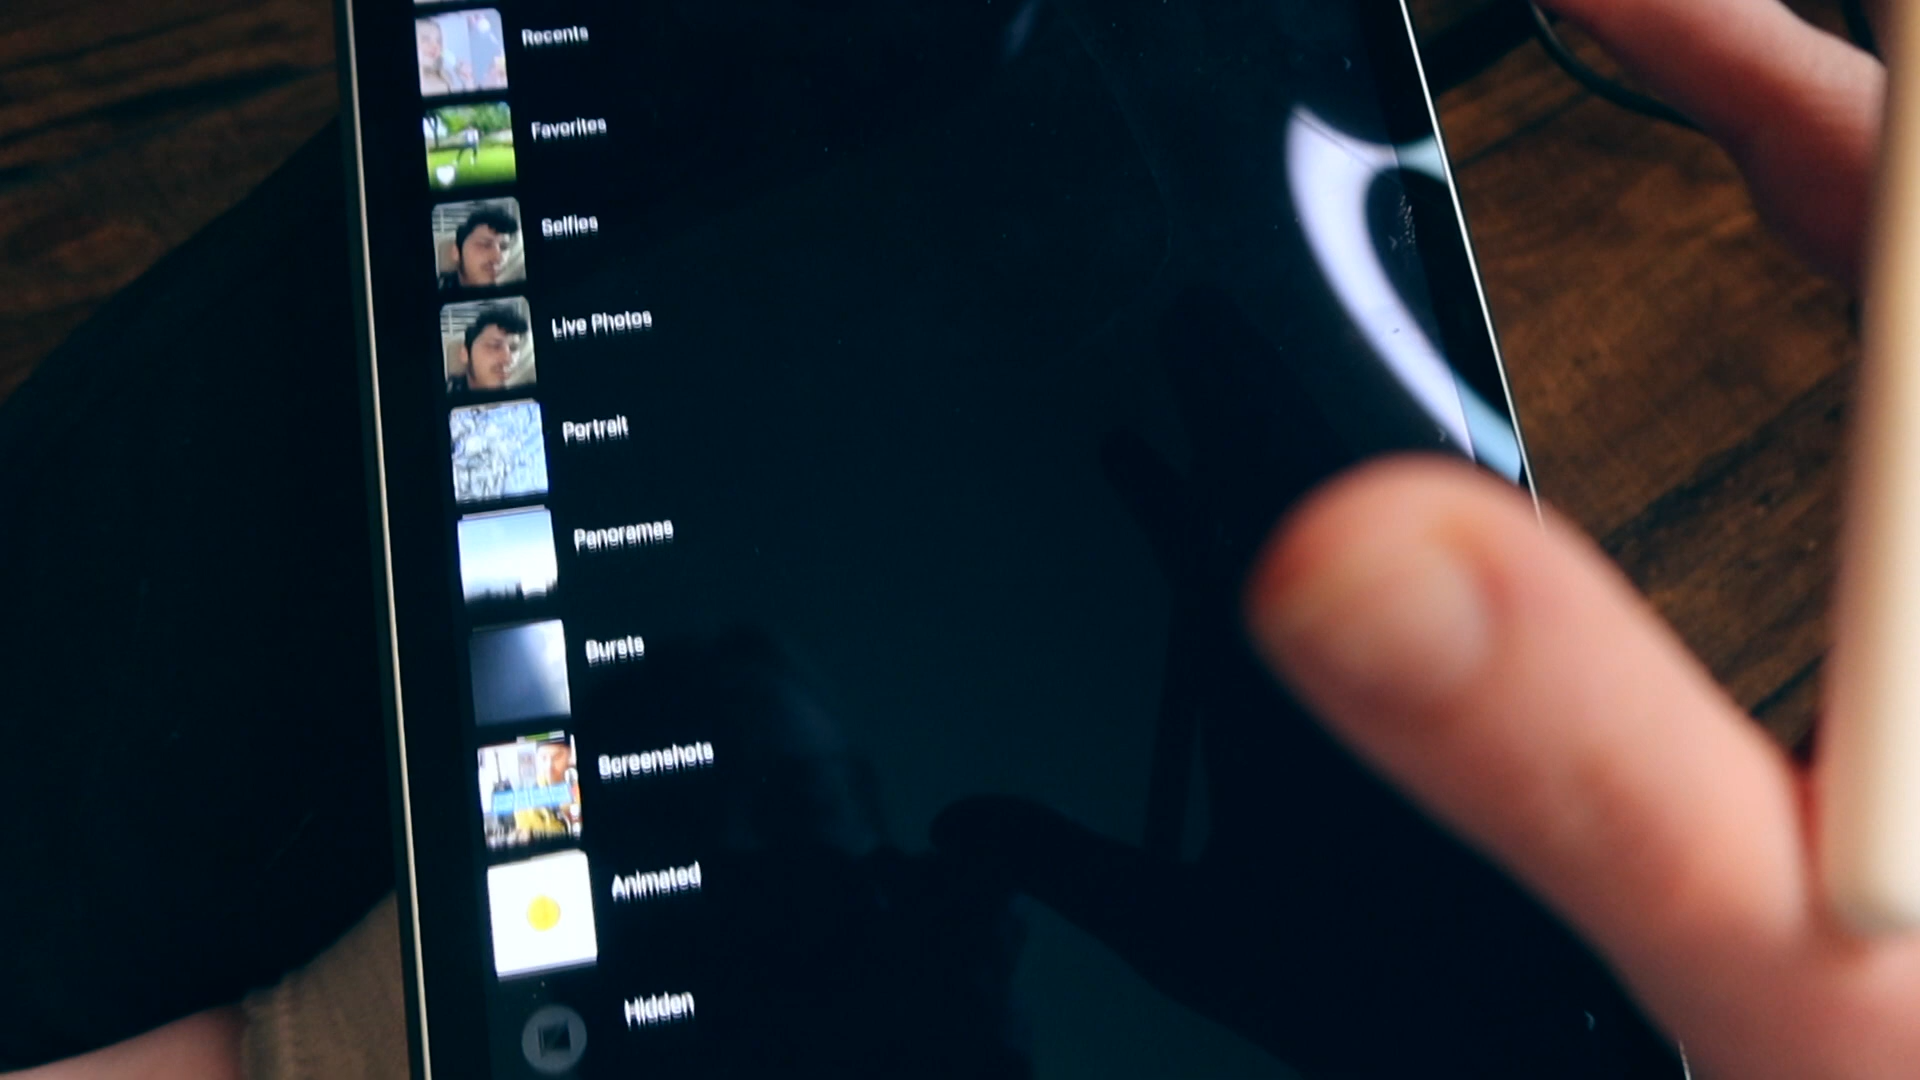 Recents
Favorites
Selfies
Live Photos
Portrait
Panoramas
Bursts
Screenshots
Animated
Hidden